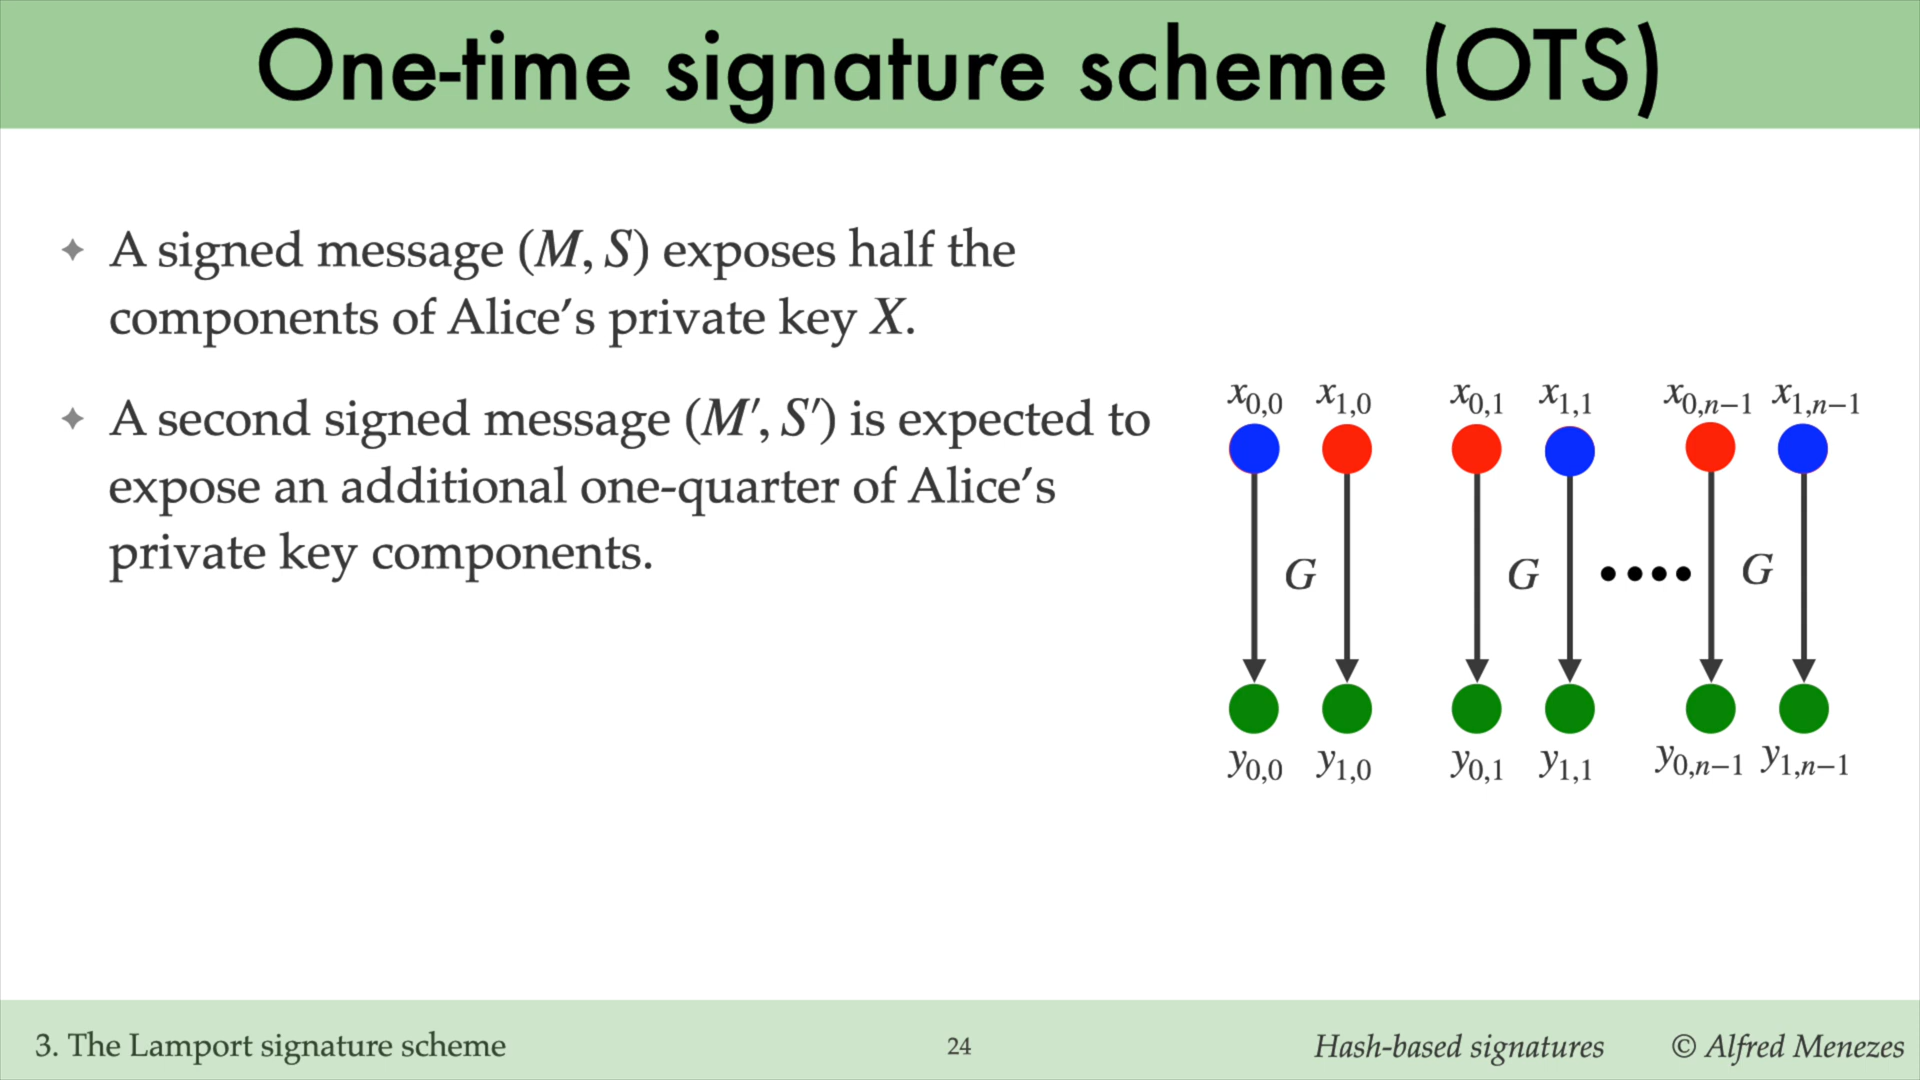 One-time signature scheme (OTS)
✦ A signed message (M, S) exposes half the
components of Alice’s private key X.
✦ A second signed message (M′, S′) is expected to
expose an additional one-quarter of Alice’s
private key components.
x0,0 x1,0 x0,1 x1,1 x0,n−1 x1,n−1
G G •••• G
y0,0 y1,0 y0,1 y1,1 y0,n−1 y1,n−1
3. The Lamport signature scheme 24 Hash-based signatures © Alfred Menezes